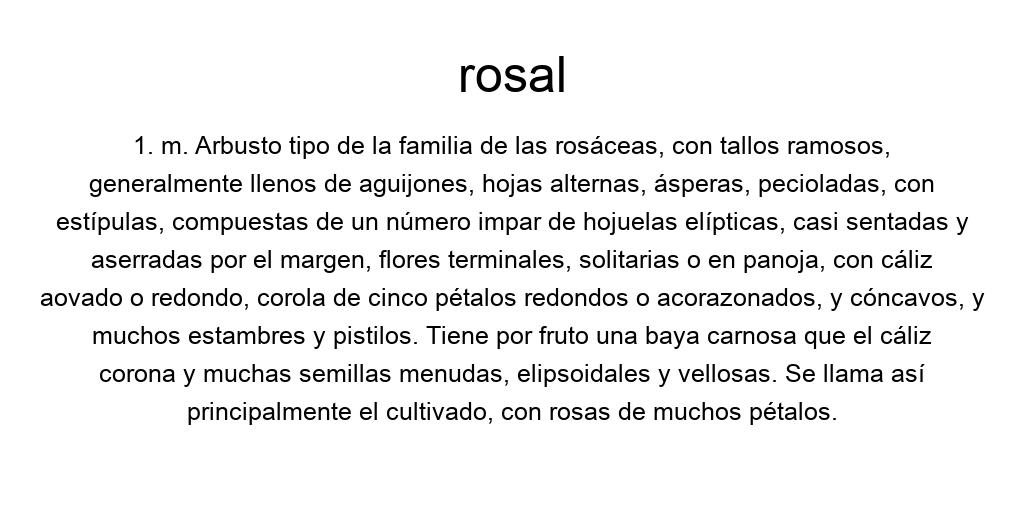 rosal
1. m. Arbusto tipo de la familia de las rosáceas, con tallos ramosos,
generalmente llenos de aguijones, hojas alternas, ásperas, pecioladas, con
estípulas, compuestas de un número impar de hojuelas elípticas, casi sentadas y
aserradas por el margen, flores terminales, solitarias o en panoja, con cáliz
aovado o redondo, corola de cinco pétalos redondos o acorazonados, y cóncavos, y
muchos estambres y pistilos. Tiene por fruto una baya carnosa que el cáliz
corona y muchas semillas menudas, elipsoidales y vellosas. Se llama así
principalmente el cultivado, con rosas de muchos pétalos.